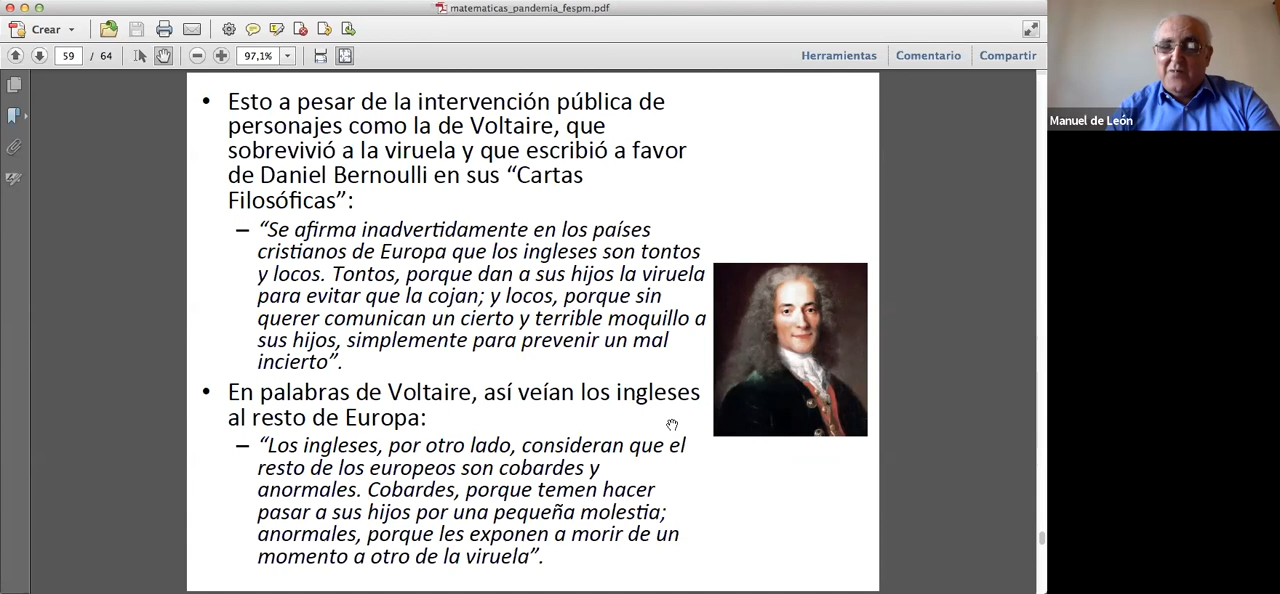 matematicas_pandemia_fespm.pdf
Crear
59 / 64
97,1%
Herramientas
Comentario
Compartir
• Esto a pesar de la intervención pública de
personajes como la de Voltaire, que
sobrevivió a la viruela y que escribió a favor
de Daniel Bernoulli en sus “Cartas
Filosóficas”:
– “Se afirma inadvertidamente en los países
cristianos de Europa que los ingleses son tontos
y locos. Tontos, porque dan a sus hijos la viruela
para evitar que la cojan; y locos, porque sin
querer comunican un cierto y terrible moquillo a
sus hijos, simplemente para prevenir un mal
incierto”.
• En palabras de Voltaire, así veían los ingleses
al resto de Europa:
– “Los ingleses, por otro lado, consideran que el
resto de los europeos son cobardes y
anormales. Cobardes, porque temen hacer
pasar a sus hijos por una pequeña molestia;
anormales, porque les exponen a morir de un
momento a otro de la viruela”.
Manuel de León